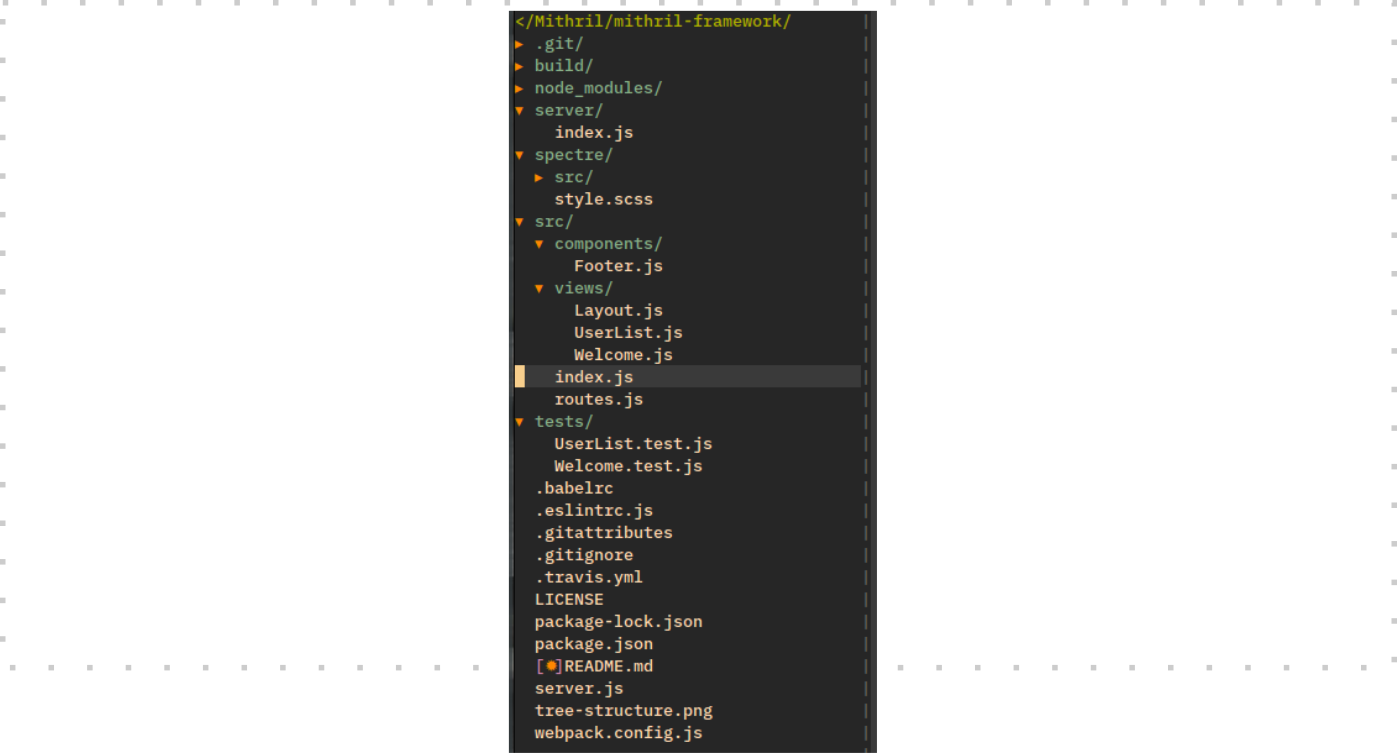 </Mithril/mithril-framework/
▸ .git/
▸ build/
▸ node_modules/
▾ server/
index.js
▾ spectre/
▸ src/
style.scss
▾ src/
▾ components/
Footer.js
▾ views/
Layout.js
UserList.js
Welcome.js
index.js
routes.js
▾ tests/
UserList.test.js
Welcome.test.js
.babelrc
.eslintrc.js
.gitattributes
.gitignore
.travis.yml
LICENSE
package-lock.json
package.json
[✹]README.md
server.js
tree-structure.png
webpack.config.js